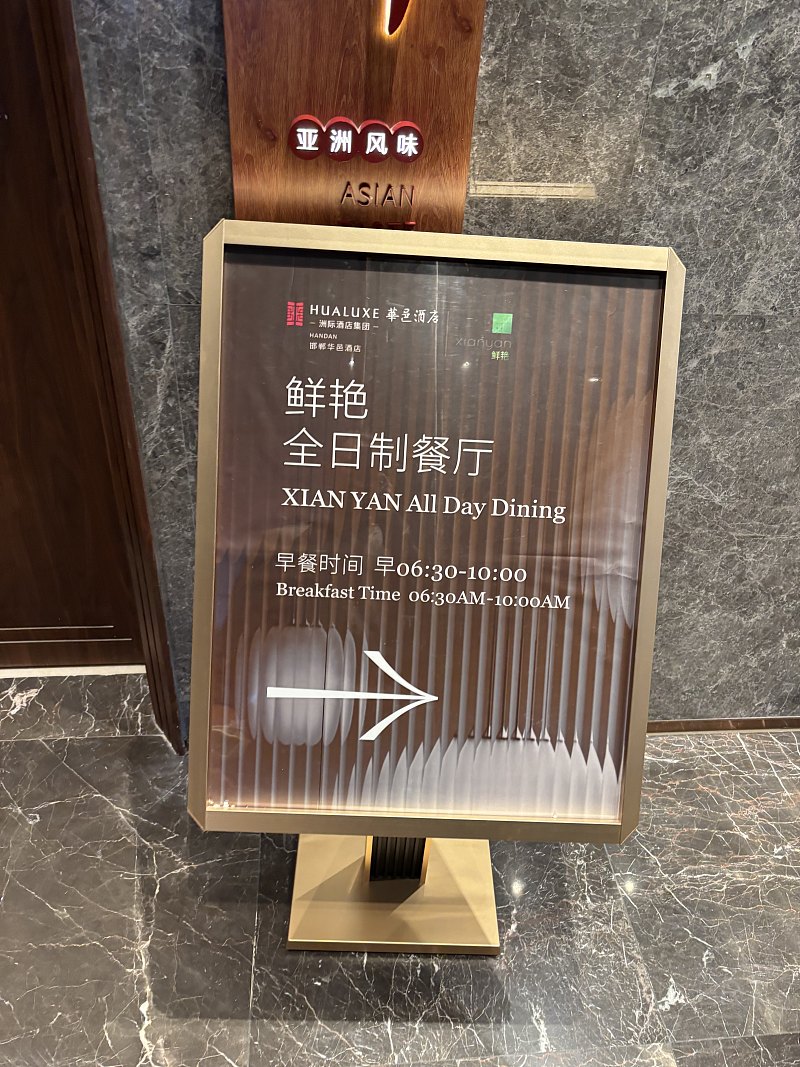 亚洲风味
ASIAN
HUALUXE 華邑酒店
– 洲际酒店集团 –
HANDAN
邯郸华邑酒店
xianyan
鲜艳
鲜艳
全日制餐厅
XIAN YAN All Day Dining
早餐时间 早06:30-10:00
Breakfast Time 06:30AM-10:00AM